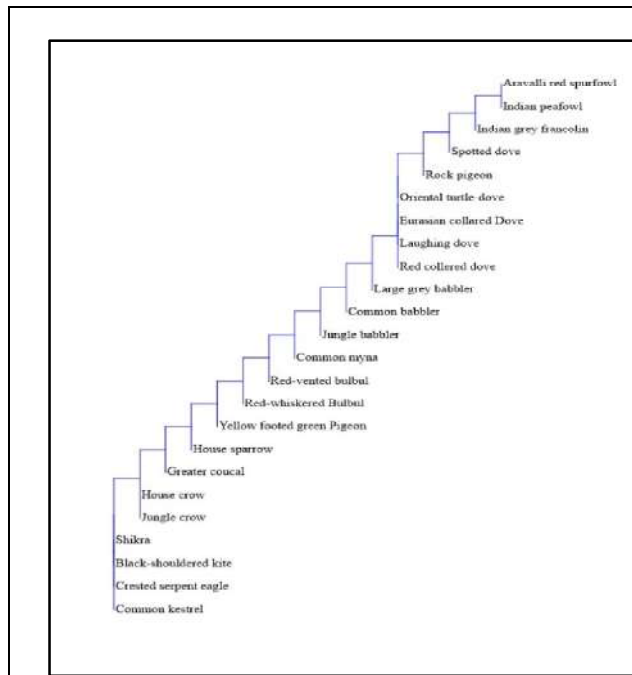 Aravalli red spurfowl
Indian peafowl
Indian grey francolin
Spotted dove
Rock pigeon
Oriental turtle-dove
Eurasian collared Dove
Laughing dove
Red collered dove
Large grey babbler
Common babbler
Jungle babbler
Common myna
Red-vented bulbul
Red-whiskered Bulbul
Yellow footed green Pigeon
House sparrow
Greater coucal
House crow
Jungle crow
Shikra
Black-shouldered kite
Crested serpent eagle
Common kestrel